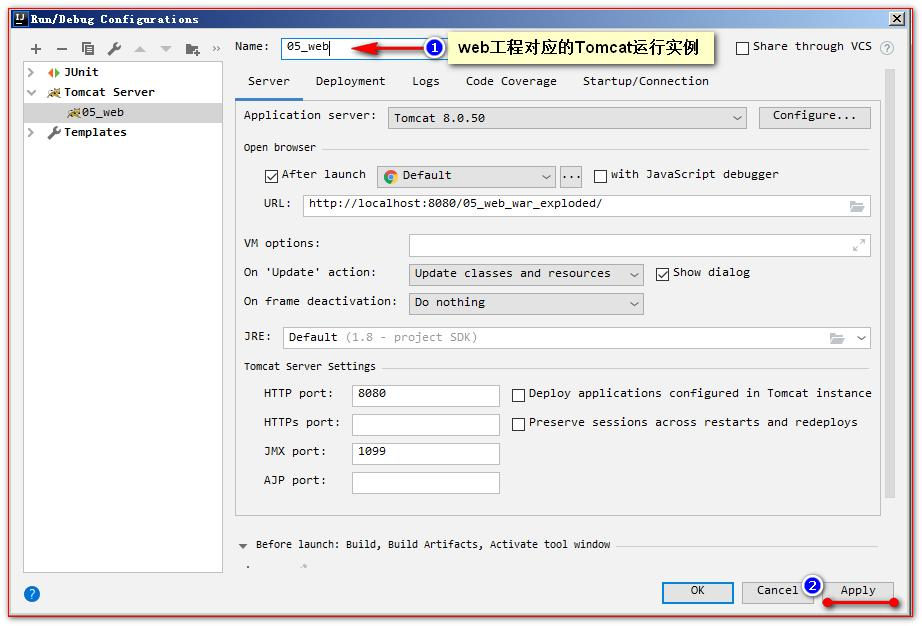 Run/Debug Configurations
Name: 05_web 1 web工程对应的Tomcat运行实例 Share through VCS ?
JUnit
Tomcat Server
05_web
Templates
Server Deployment Logs Code Coverage Startup/Connection
Application server: Tomcat 8.0.50 Configure...
Open browser
After launch Default ... with JavaScript debugger
URL: http://localhost:8080/05_web_war_exploded/
VM options:
On 'Update' action: Update classes and resources Show dialog
On frame deactivation: Do nothing
JRE: Default (1.8 - project SDK)
Tomcat Server Settings
HTTP port: 8080 Deploy applications configured in Tomcat instance
HTTPs port: Preserve sessions across restarts and redeploys
JMX port: 1099
AJP port:
Before launch: Build, Build Artifacts, Activate tool window
? OK Cancel 2 Apply